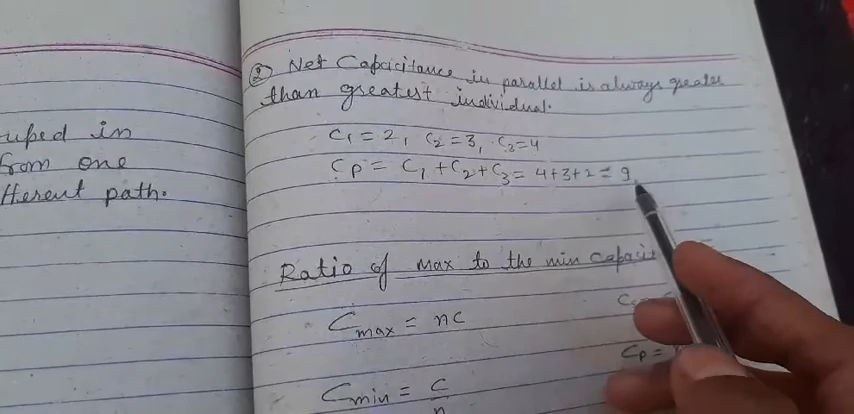 uped in
from one
fferent path.
② Net Capacitance in parallel is always greater
than greatest individual.
C1 = 2, C2 = 3, C3 = 4
CP = C1 + C2 + C3 = 4+3+2 = 9
Ratio of max to the min capaci
Cmax = nC
CP =
Cmin = C/n